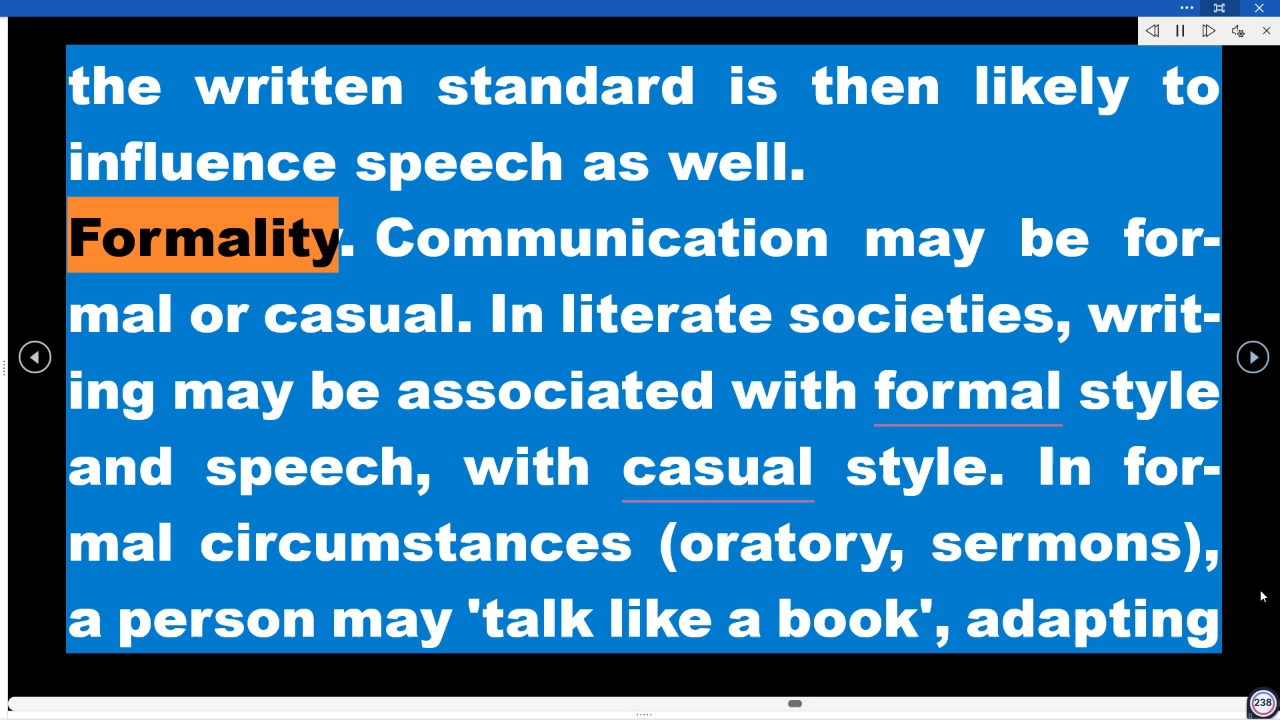 the written standard is then likely to
influence speech as well.
Formality. Communication may be for-
mal or casual. In literate societies, writ-
ing may be associated with formal style
and speech, with casual style. In for-
mal circumstances (oratory, sermons),
a person may 'talk like a book', adapting
238